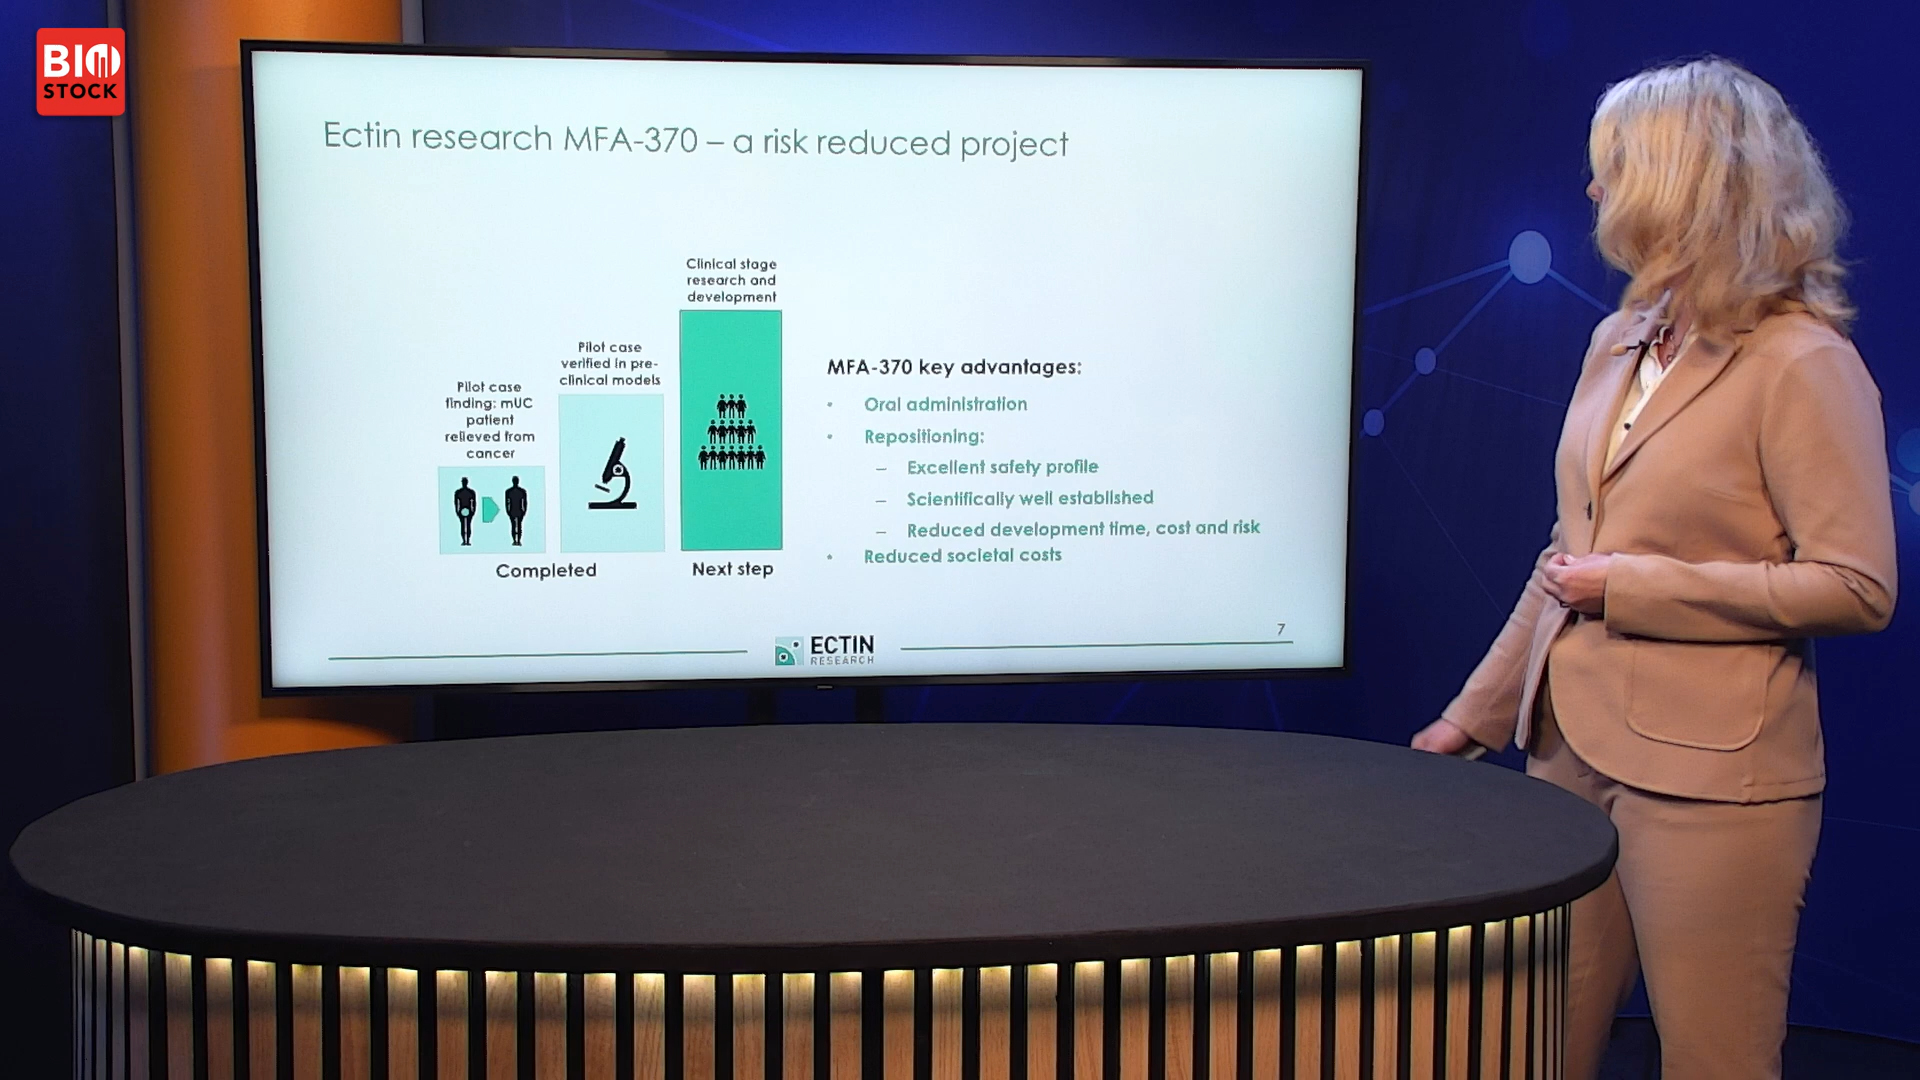 BIO
STOCK
Ectin research MFA-370 – a risk reduced project
Clinical stage
research and
development
Pilot case
verified in pre-
clinical models
Pilot case
finding: mUC
patient
relieved from
cancer
Completed
Next step
MFA-370 key advantages:
• Oral administration
• Repositioning:
– Excellent safety profile
– Scientifically well established
– Reduced development time, cost and risk
• Reduced societal costs
7
ECTIN
RESEARCH